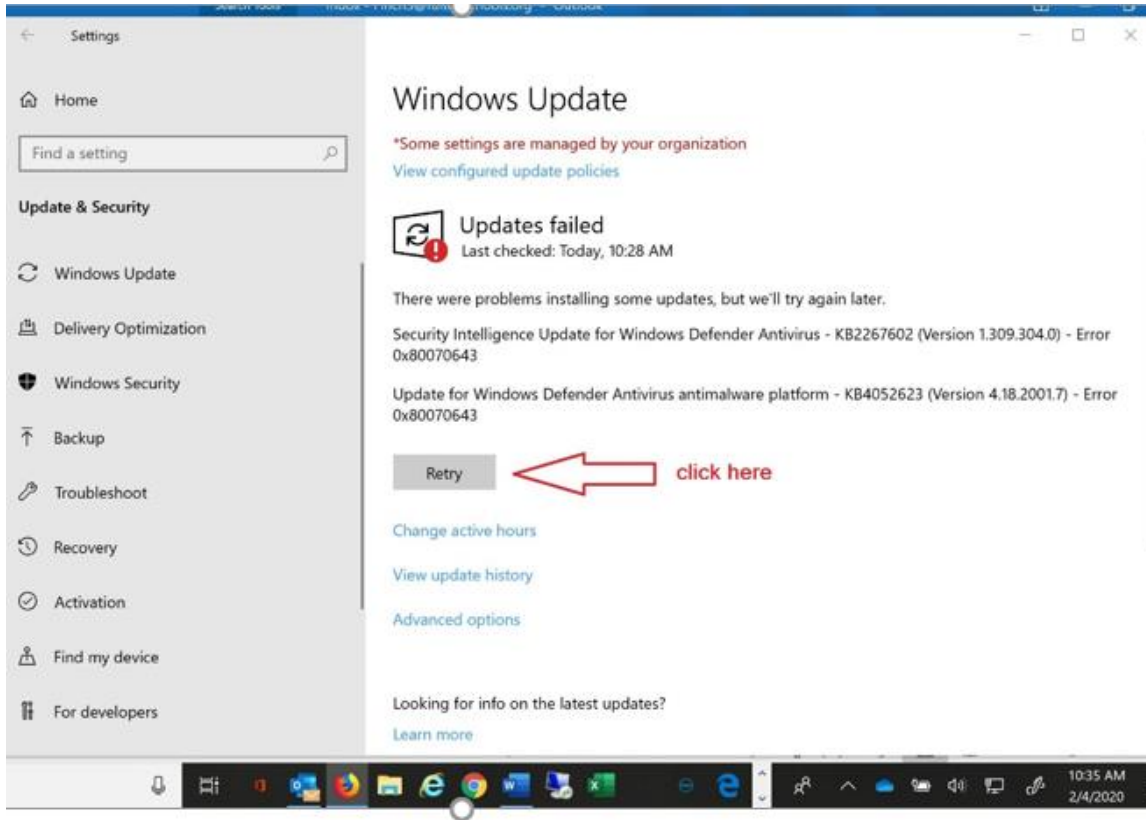 Search Tools
Outlook
Settings
Home
Windows Update
Find a setting
*Some settings are managed by your organization
View configured update policies
Update & Security
Updates failed
Last checked: Today, 10:28 AM
Windows Update
There were problems installing some updates, but we'll try again later.
Delivery Optimization
Security Intelligence Update for Windows Defender Antivirus - KB2267602 (Version 1.309.304.0) - Error
0x80070643
Windows Security
Update for Windows Defender Antivirus antimalware platform - KB4052623 (Version 4.18.2001.7) - Error
0x80070643
Backup
Retry
click here
Troubleshoot
Change active hours
Recovery
View update history
Activation
Advanced options
Find my device
For developers
Looking for info on the latest updates?
Learn more
10:35 AM
2/4/2020